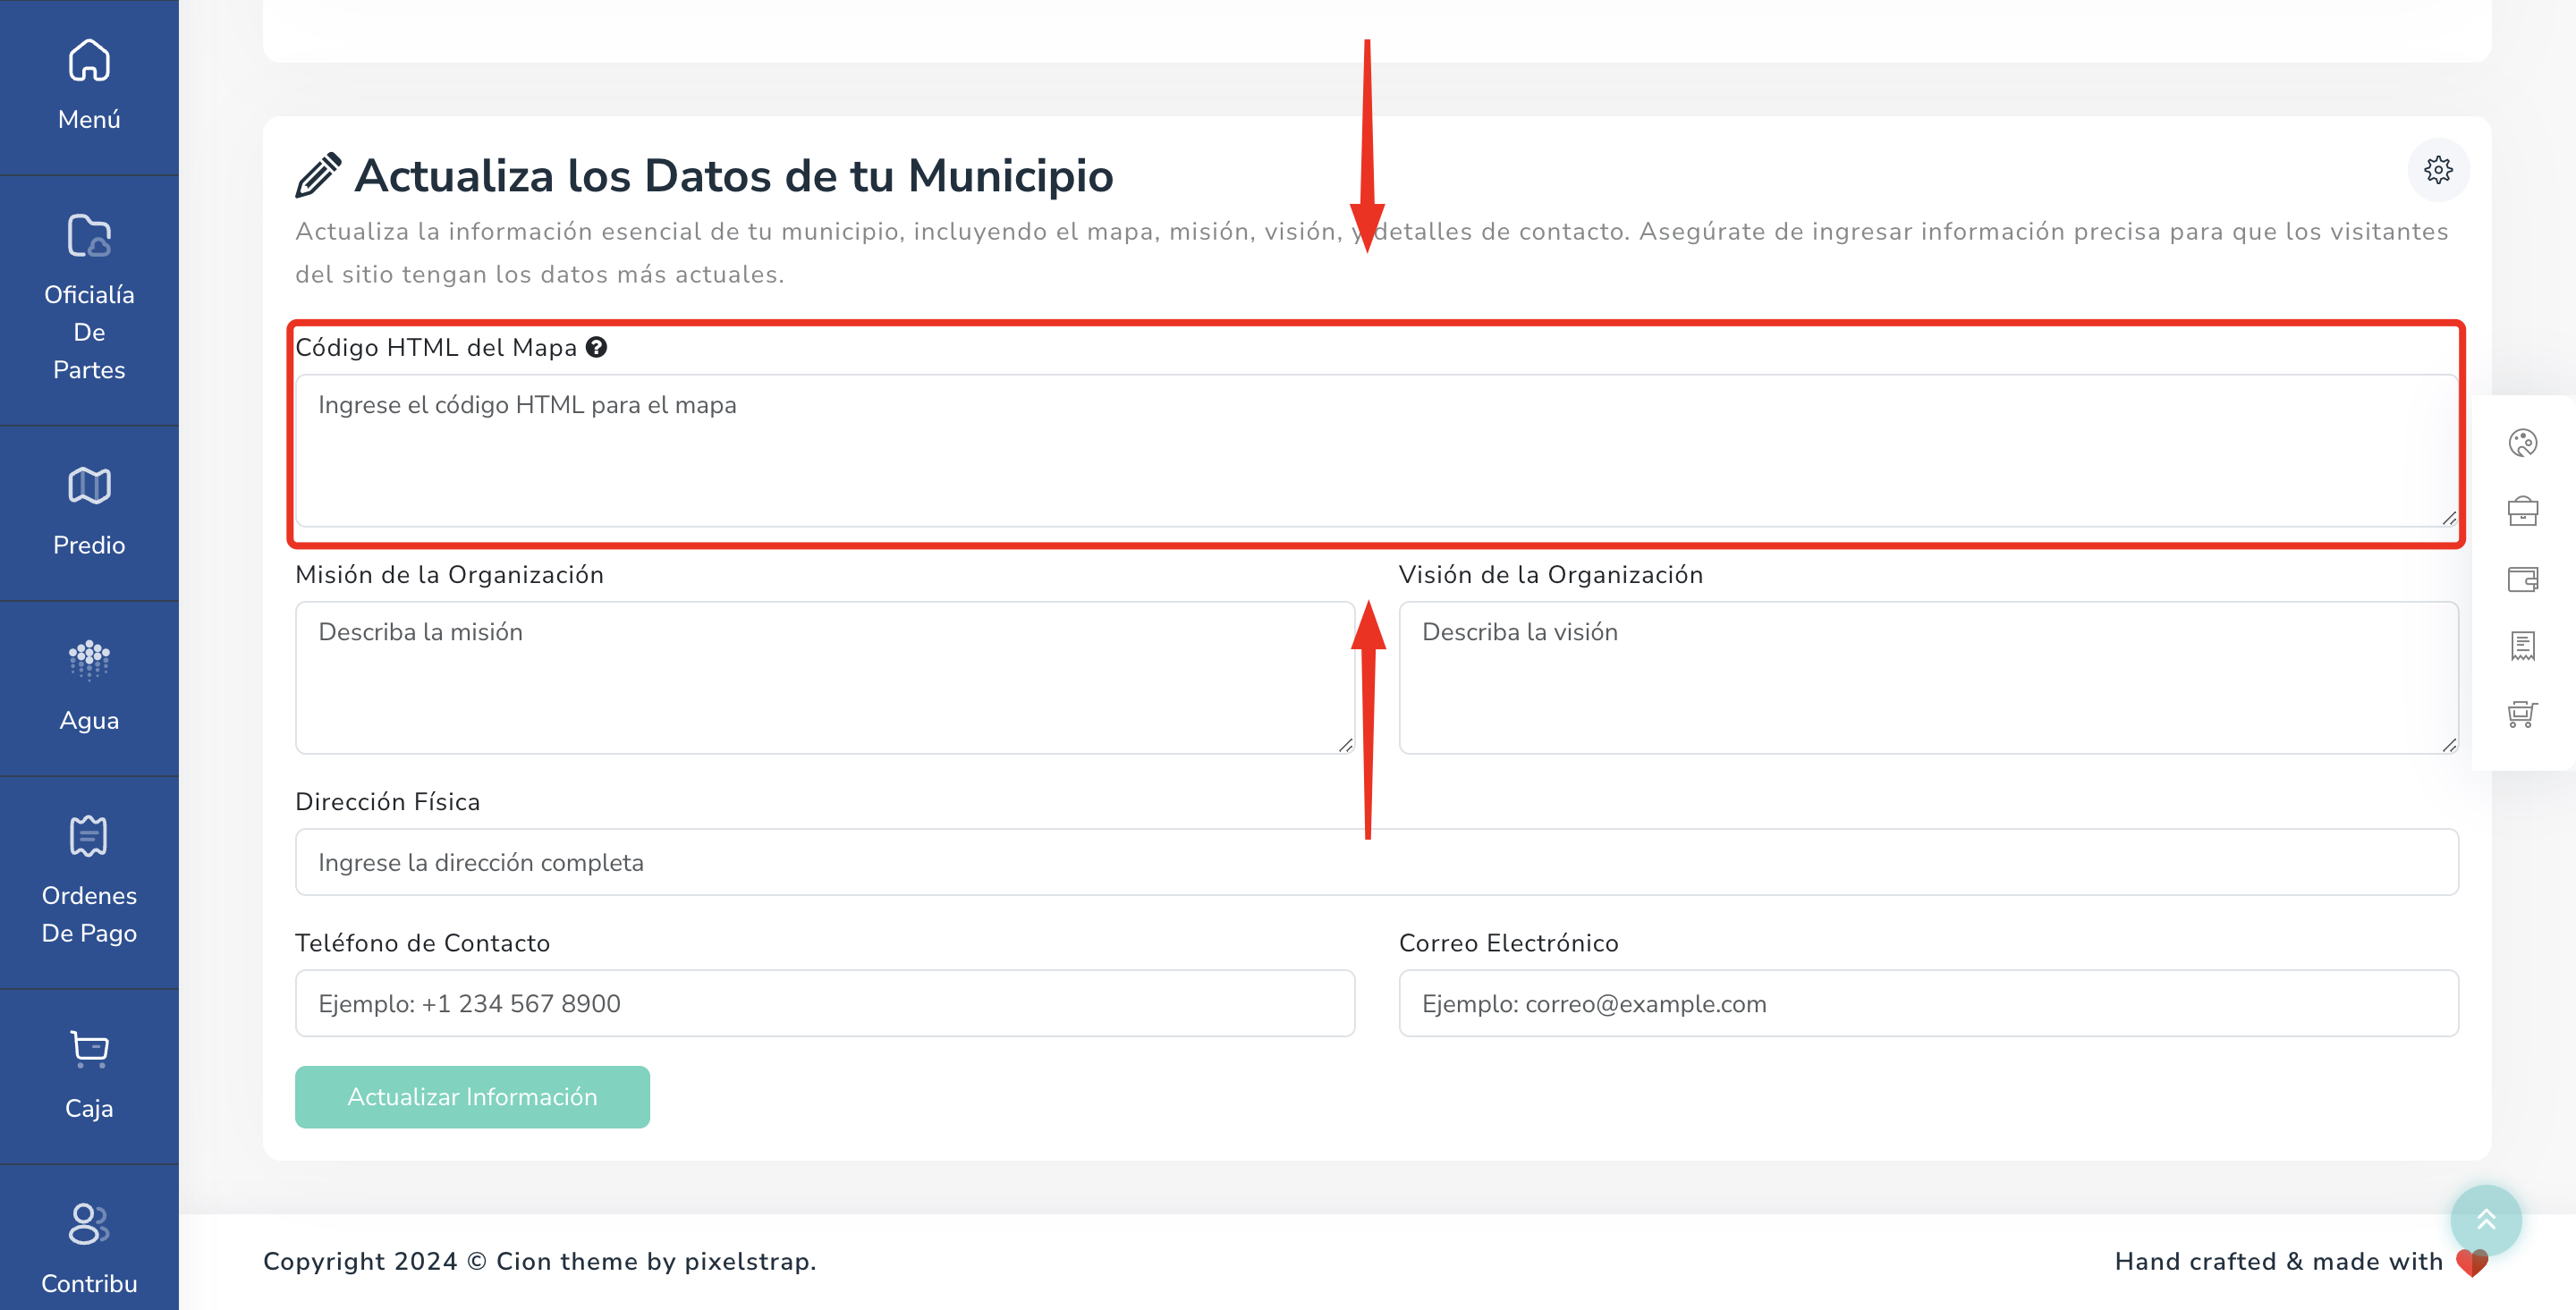 Menú
Oficialía
De
Partes
Predio
Agua
Ordenes
De Pago
Caja
Contribu
Actualiza los Datos de tu Municipio
Actualiza la información esencial de tu municipio, incluyendo el mapa, misión, visión, y detalles de contacto. Asegúrate de ingresar información precisa para que los visitantes
del sitio tengan los datos más actuales.
Código HTML del Mapa
Ingrese el código HTML para el mapa
Misión de la Organización
Describa la misión
Visión de la Organización
Describa la visión
Dirección Física
Ingrese la dirección completa
Teléfono de Contacto
Ejemplo: +1 234 567 8900
Correo Electrónico
Ejemplo: correo@example.com
Actualizar Información
Copyright 2024 © Cion theme by pixelstrap.
Hand crafted & made with